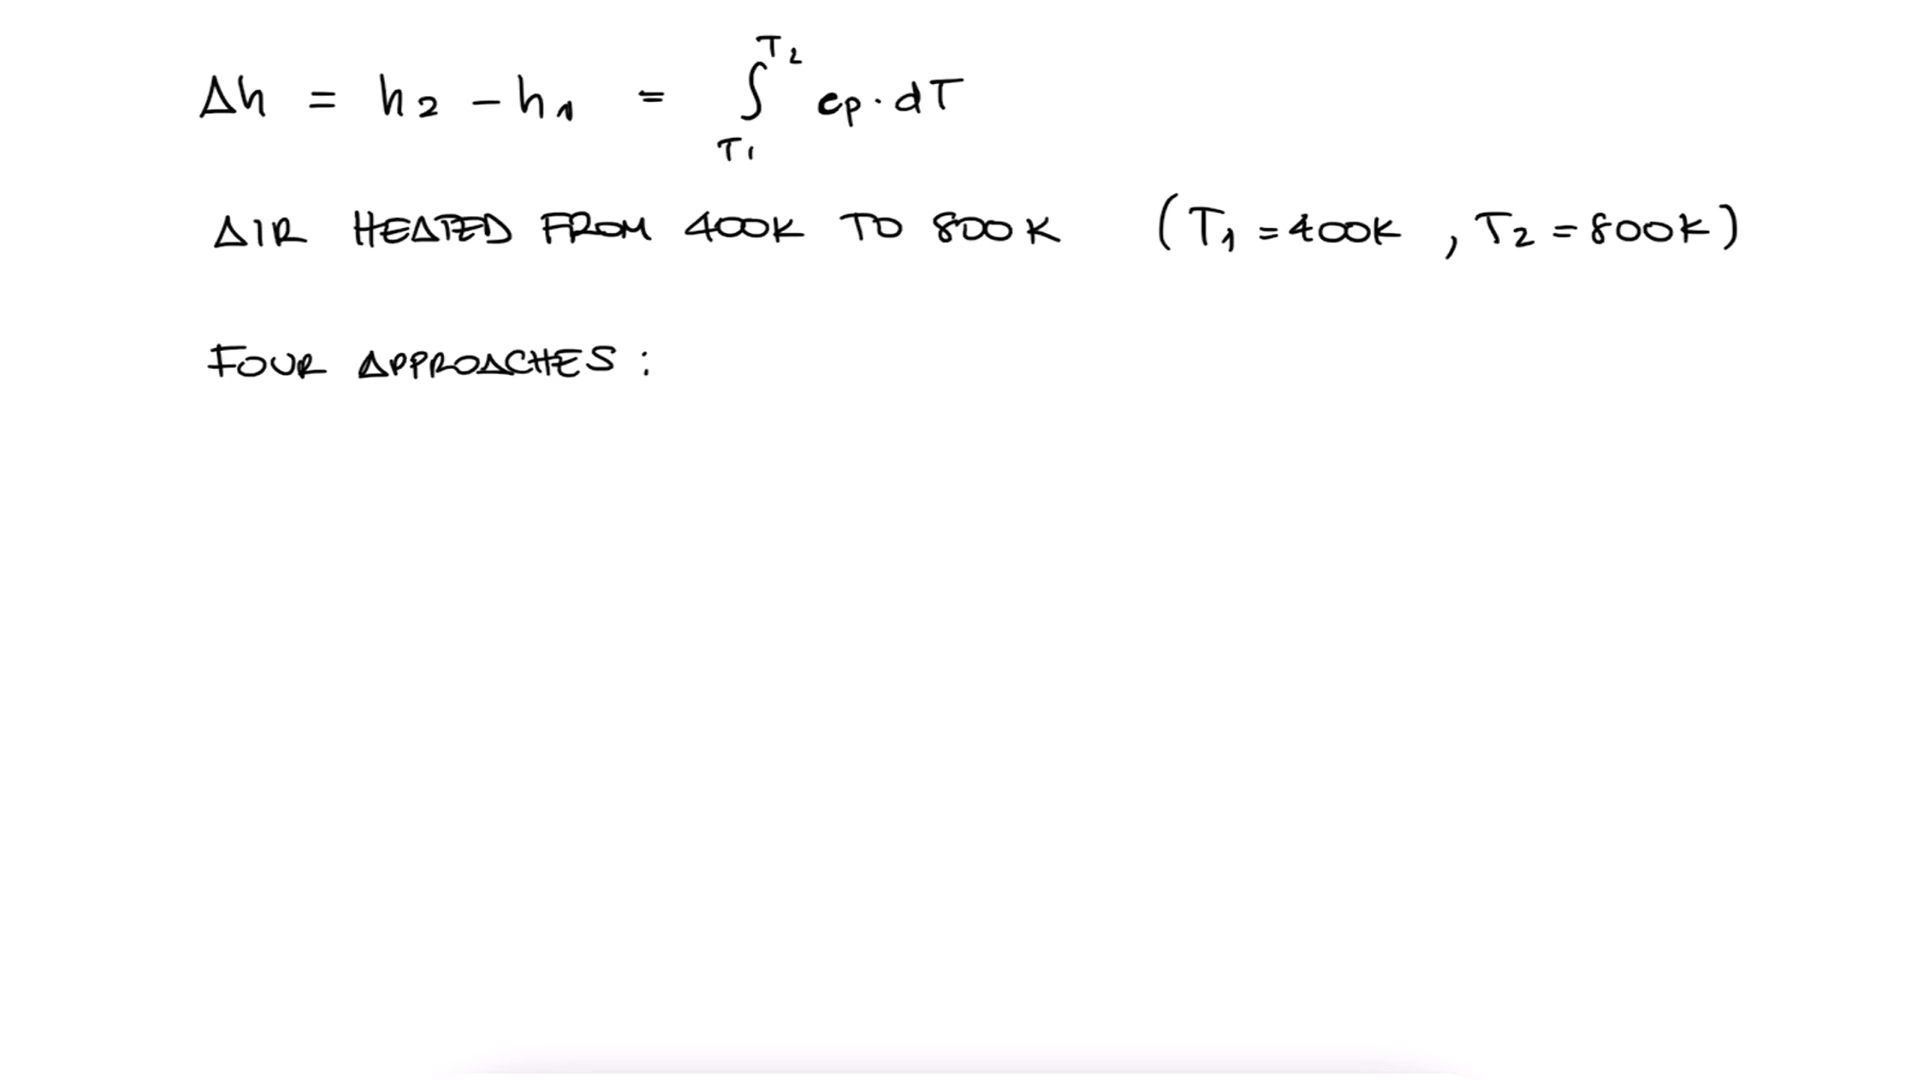 Δh = h₂ - h₁ = ∫_{T₁}^{T₂} cp · dT
AIR HEATED FROM 400K TO 800K (T₁ = 400K , T₂ = 800K)
FOUR APPROACHES :